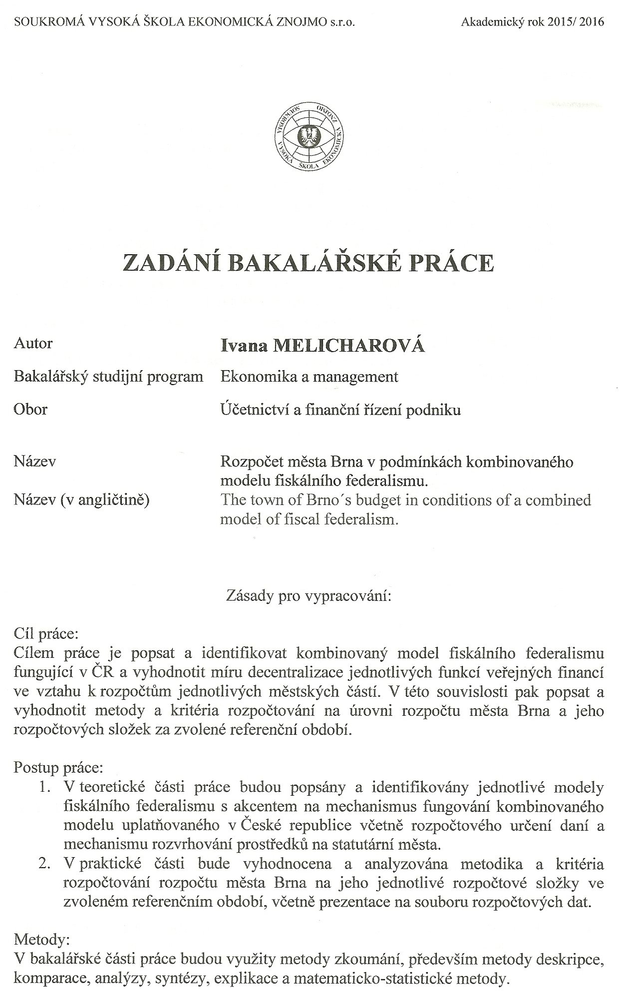 SOUKROMÁ VYSOKÁ ŠKOLA EKONOMICKÁ ZNOJMO s.r.o. Akademický rok 2015/ 2016
SOUKROMÁ VYSOKÁ ŠKOLA EKONOMICKÁ ZNOJMO
ZADÁNÍ BAKALÁŘSKÉ PRÁCE
Autor Ivana MELICHAROVÁ
Bakalářský studijní program Ekonomika a management
Obor Účetnictví a finanční řízení podniku
Název Rozpočet města Brna v podmínkách kombinovaného
modelu fiskálního federalismu.
Název (v angličtině) The town of Brno´s budget in conditions of a combined
model of fiscal federalism.
Zásady pro vypracování:
Cíl práce:
Cílem práce je popsat a identifikovat kombinovaný model fiskálního federalismu
fungující v ČR a vyhodnotit míru decentralizace jednotlivých funkcí veřejných financí
ve vztahu k rozpočtům jednotlivých městských částí. V této souvislosti pak popsat a
vyhodnotit metody a kritéria rozpočtování na úrovni rozpočtu města Brna a jeho
rozpočtových složek za zvolené referenční období.
Postup práce:
1. V teoretické části práce budou popsány a identifikovány jednotlivé modely
fiskálního federalismu s akcentem na mechanismus fungování kombinovaného
modelu uplatňovaného v České republice včetně rozpočtového určení daní a
mechanismu rozvrhování prostředků na statutární města.
2. V praktické části bude vyhodnocena a analyzována metodika a kritéria
rozpočtování rozpočtu města Brna na jeho jednotlivé rozpočtové složky ve
zvoleném referenčním období, včetně prezentace na souboru rozpočtových dat.
Metody:
V bakalářské části práce budou využity metody zkoumání, především metody deskripce,
komparace, analýzy, syntézy, explikace a matematicko-statistické metody.